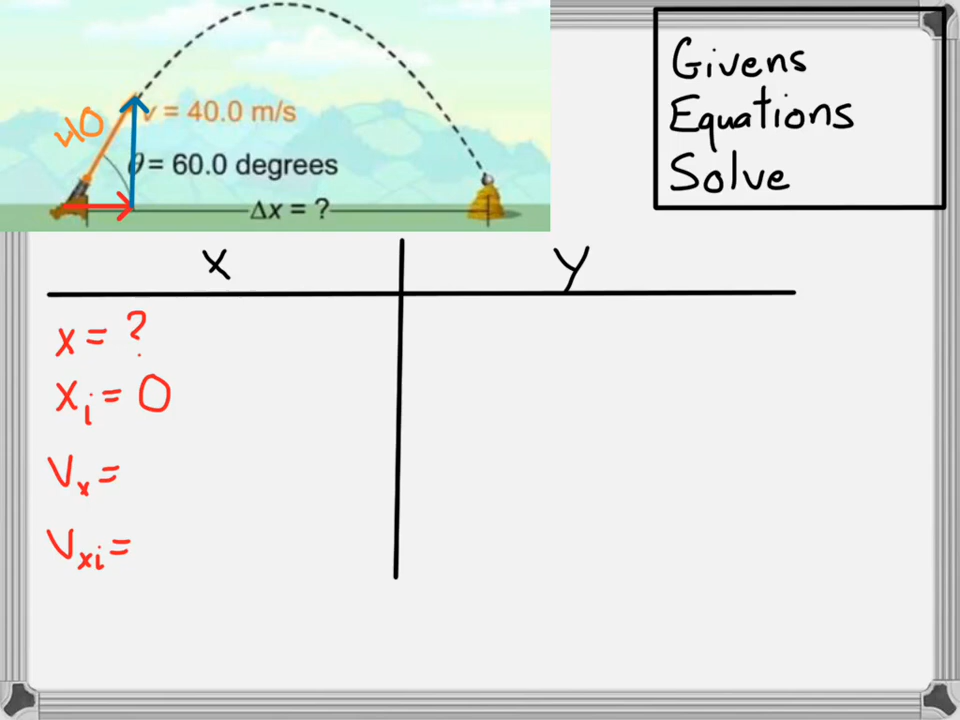 40
v = 40.0 m/s
θ = 60.0 degrees
Δx = ?
Givens
Equations
Solve
x
y
x = ?
xi = 0
Vx =
Vxi =